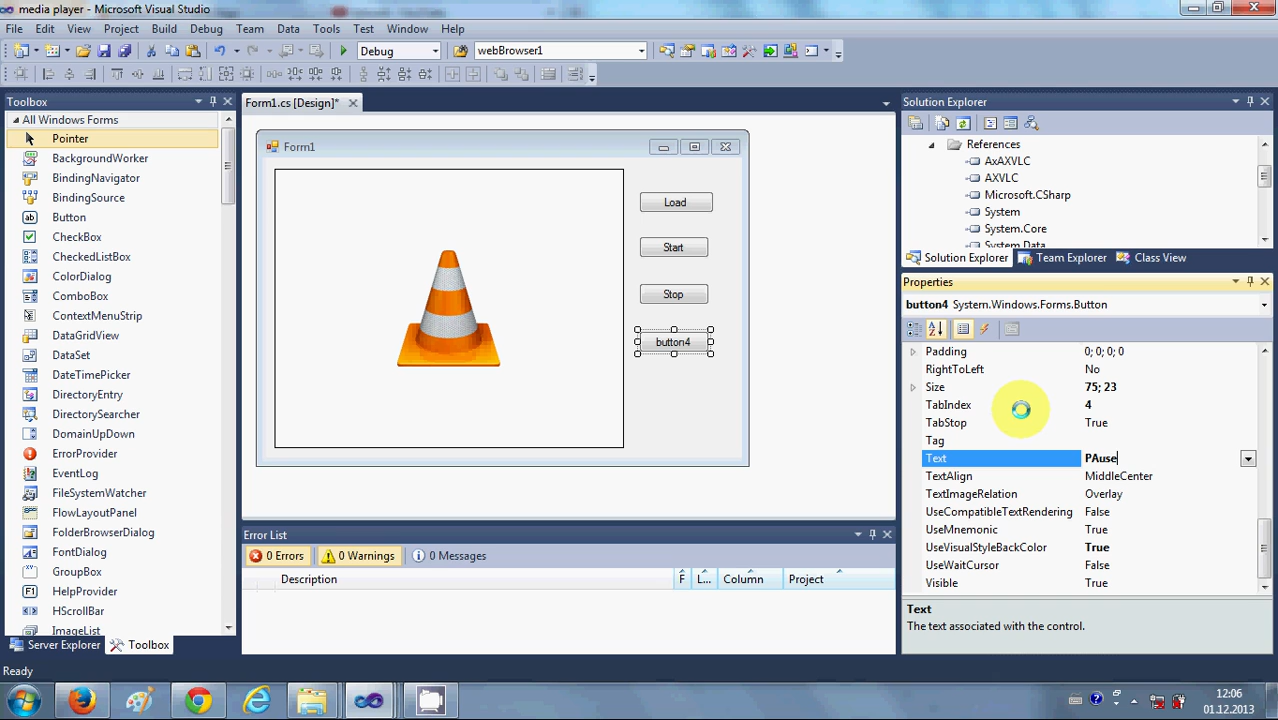 media player - Microsoft Visual Studio
File Edit View Project Build Debug Team Data Tools Test Window Help
Debug webBrowser1
Toolbox
All Windows Forms
Pointer
BackgroundWorker
BindingNavigator
BindingSource
Button
CheckBox
CheckedListBox
ColorDialog
ComboBox
ContextMenuStrip
DataGridView
DataSet
DateTimePicker
DirectoryEntry
DirectorySearcher
DomainUpDown
ErrorProvider
EventLog
FileSystemWatcher
FlowLayoutPanel
FolderBrowserDialog
FontDialog
GroupBox
HelpProvider
HScrollBar
ImageList
Server Explorer Toolbox
Form1.cs [Design]*
Form1
Load
Start
Stop
button4
Error List
0 Errors 0 Warnings 0 Messages
Description F L... Column Project
Solution Explorer
References
AxAXVLC
AXVLC
Microsoft.CSharp
System
System.Core
System.Data
Solution Explorer Team Explorer Class View
Properties
button4 System.Windows.Forms.Button
Padding 0; 0; 0; 0
RightToLeft No
Size 75; 23
TabIndex 4
TabStop True
Tag
Text PAuse
TextAlign MiddleCenter
TextImageRelation Overlay
UseCompatibleTextRendering False
UseMnemonic True
UseVisualStyleBackColor True
UseWaitCursor False
Visible True
Text
The text associated with the control.
Ready
12:06
01.12.2013